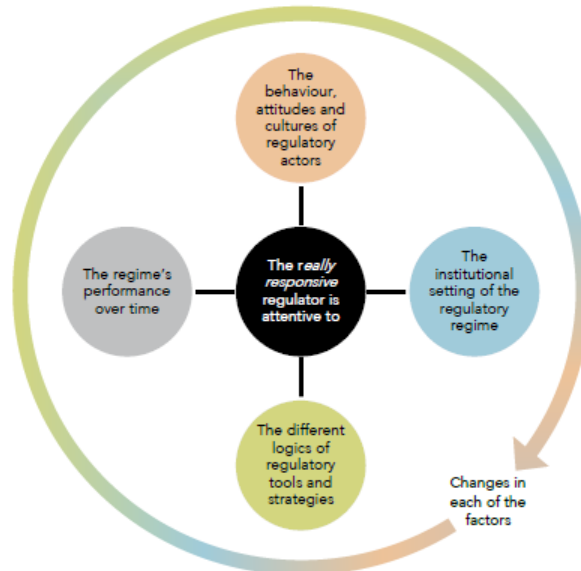 The
behaviour,
attitudes and
cultures of
regulatory
actors
The regime's
performance
over time
The really
responsive
regulator is
attentive to
The
institutional
setting of the
regulatory
regime
The different
logics of
regulatory
tools and
strategies
Changes in
each of the
factors